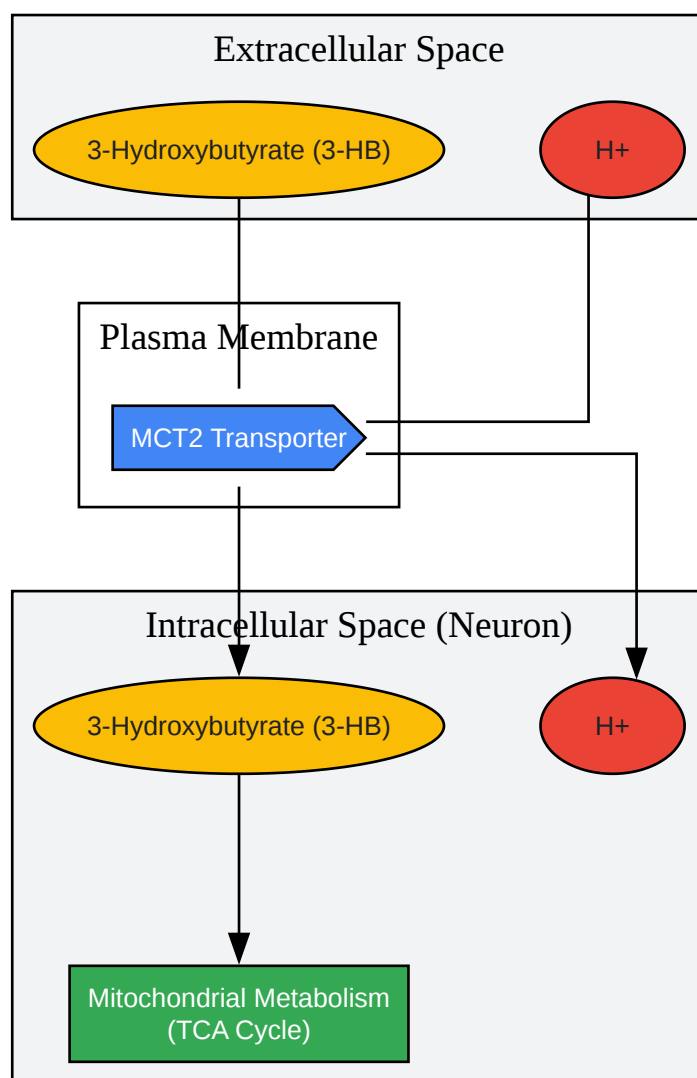 Extracellular Space
3-Hydroxybutyrate (3-HB)
H+
Plasma Membrane
MCT2 Transporter
Intracellular Space (Neuron)
3-Hydroxybutyrate (3-HB)
H+
Mitochondrial Metabolism
(TCA Cycle)